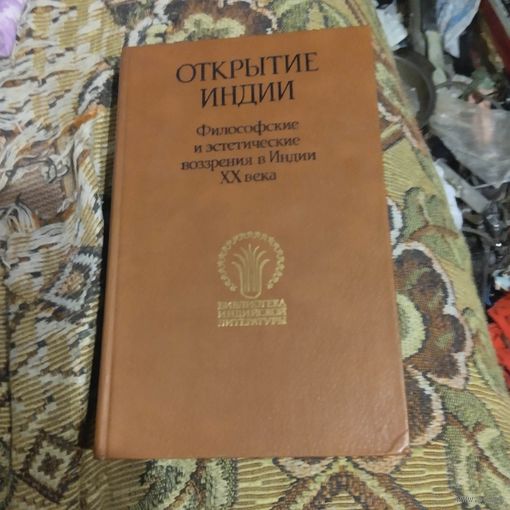 ОТКРЫТИЕ
ИНДИИ
Философские
и эстетические
воззрения в Индии
XX века
БИБЛИОТЕКА
ИНДИЙСКОЙ
ЛИТЕРАТУРЫ